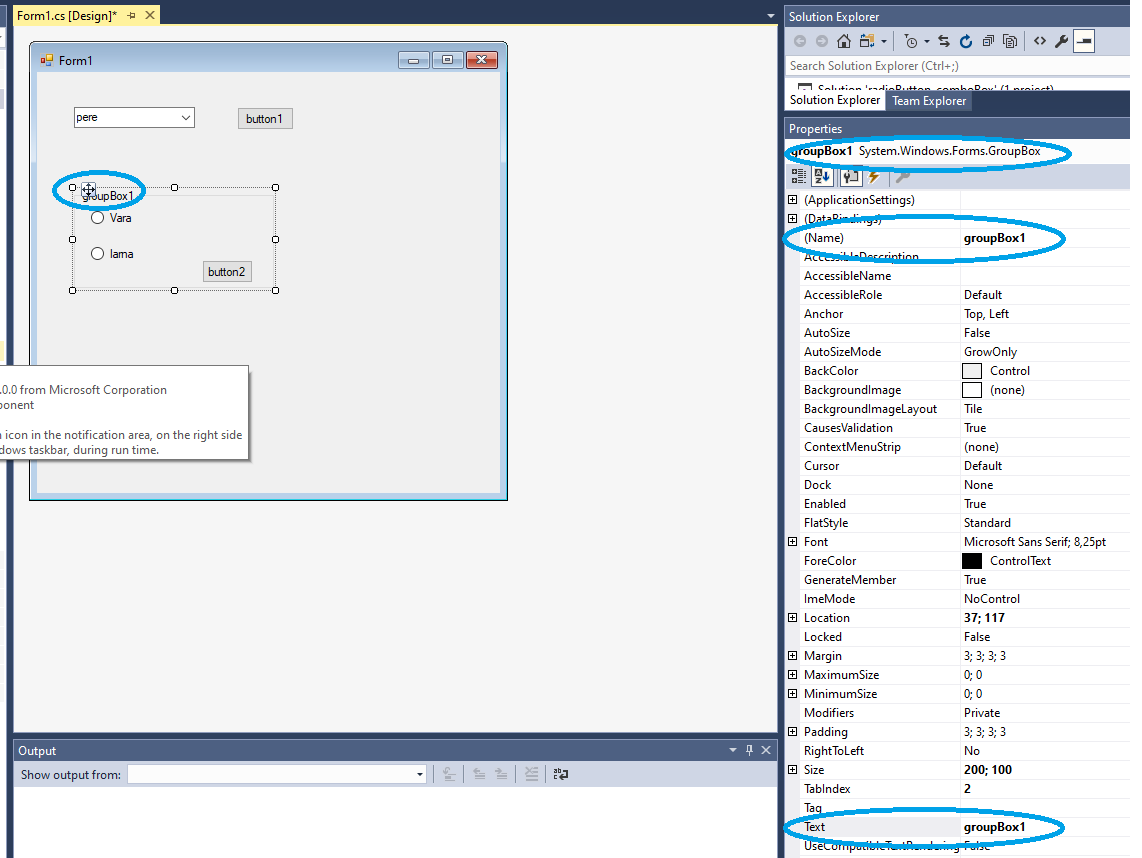 Form1.cs [Design]*
Form1
pere
button1
groupBox1
Vara
lama
button2
.0.0 from Microsoft Corporation
ponent
icon in the notification area, on the right side
dows taskbar, during run time.
Output
Show output from:
Solution Explorer
Search Solution Explorer (Ctrl+;)
Solution 'radioButton_comboBox' (1 project)
Solution Explorer Team Explorer
Properties
groupBox1 System.Windows.Forms.GroupBox
(ApplicationSettings)
(DataBindings)
(Name) groupBox1
AccessibleDescription
AccessibleName
AccessibleRole Default
Anchor Top, Left
AutoSize False
AutoSizeMode GrowOnly
BackColor Control
BackgroundImage (none)
BackgroundImageLayout Tile
CausesValidation True
ContextMenuStrip (none)
Cursor Default
Dock None
Enabled True
FlatStyle Standard
Font Microsoft Sans Serif; 8,25pt
ForeColor ControlText
GenerateMember True
ImeMode NoControl
Location 37; 117
Locked False
Margin 3; 3; 3; 3
MaximumSize 0; 0
MinimumSize 0; 0
Modifiers Private
Padding 3; 3; 3; 3
RightToLeft No
Size 200; 100
TabIndex 2
Tag
Text groupBox1
UseCompatibleTextRendering False